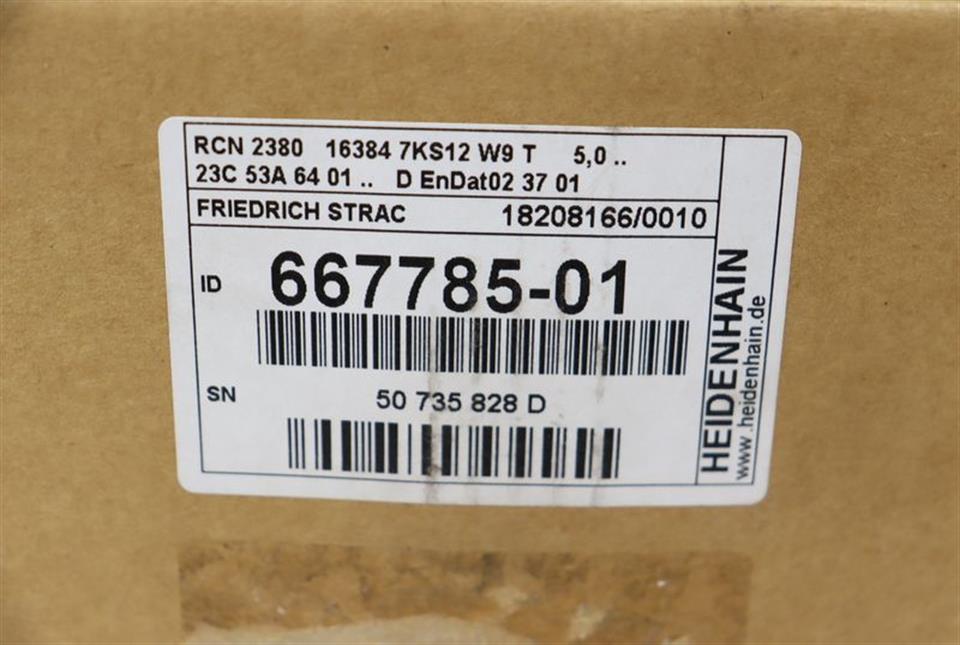 RCN 2380 16384 7KS12 W9 T 5,0 ..
23C 53A 64 01 .. D EnDat02 37 01
FRIEDRICH STRAC 18208166/0010
ID 667785-01
SN 50 735 828 D
HEIDENHAIN
www.heidenhain.de